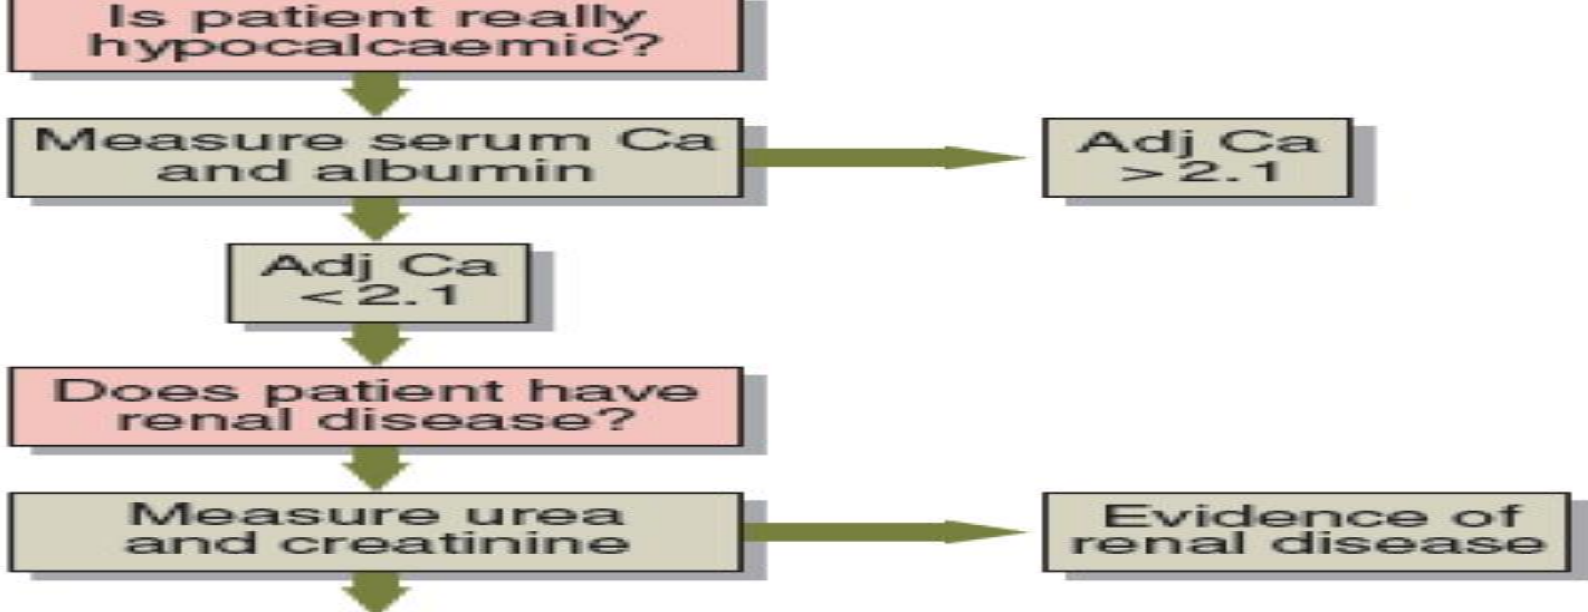 Is patient really
hypocalcaemic?
Measure serum Ca
and albumin
Adj Ca
>2.1
Adj Ca
<2.1
Does patient have
renal disease?
Measure urea
and creatinine
Evidence of
renal disease